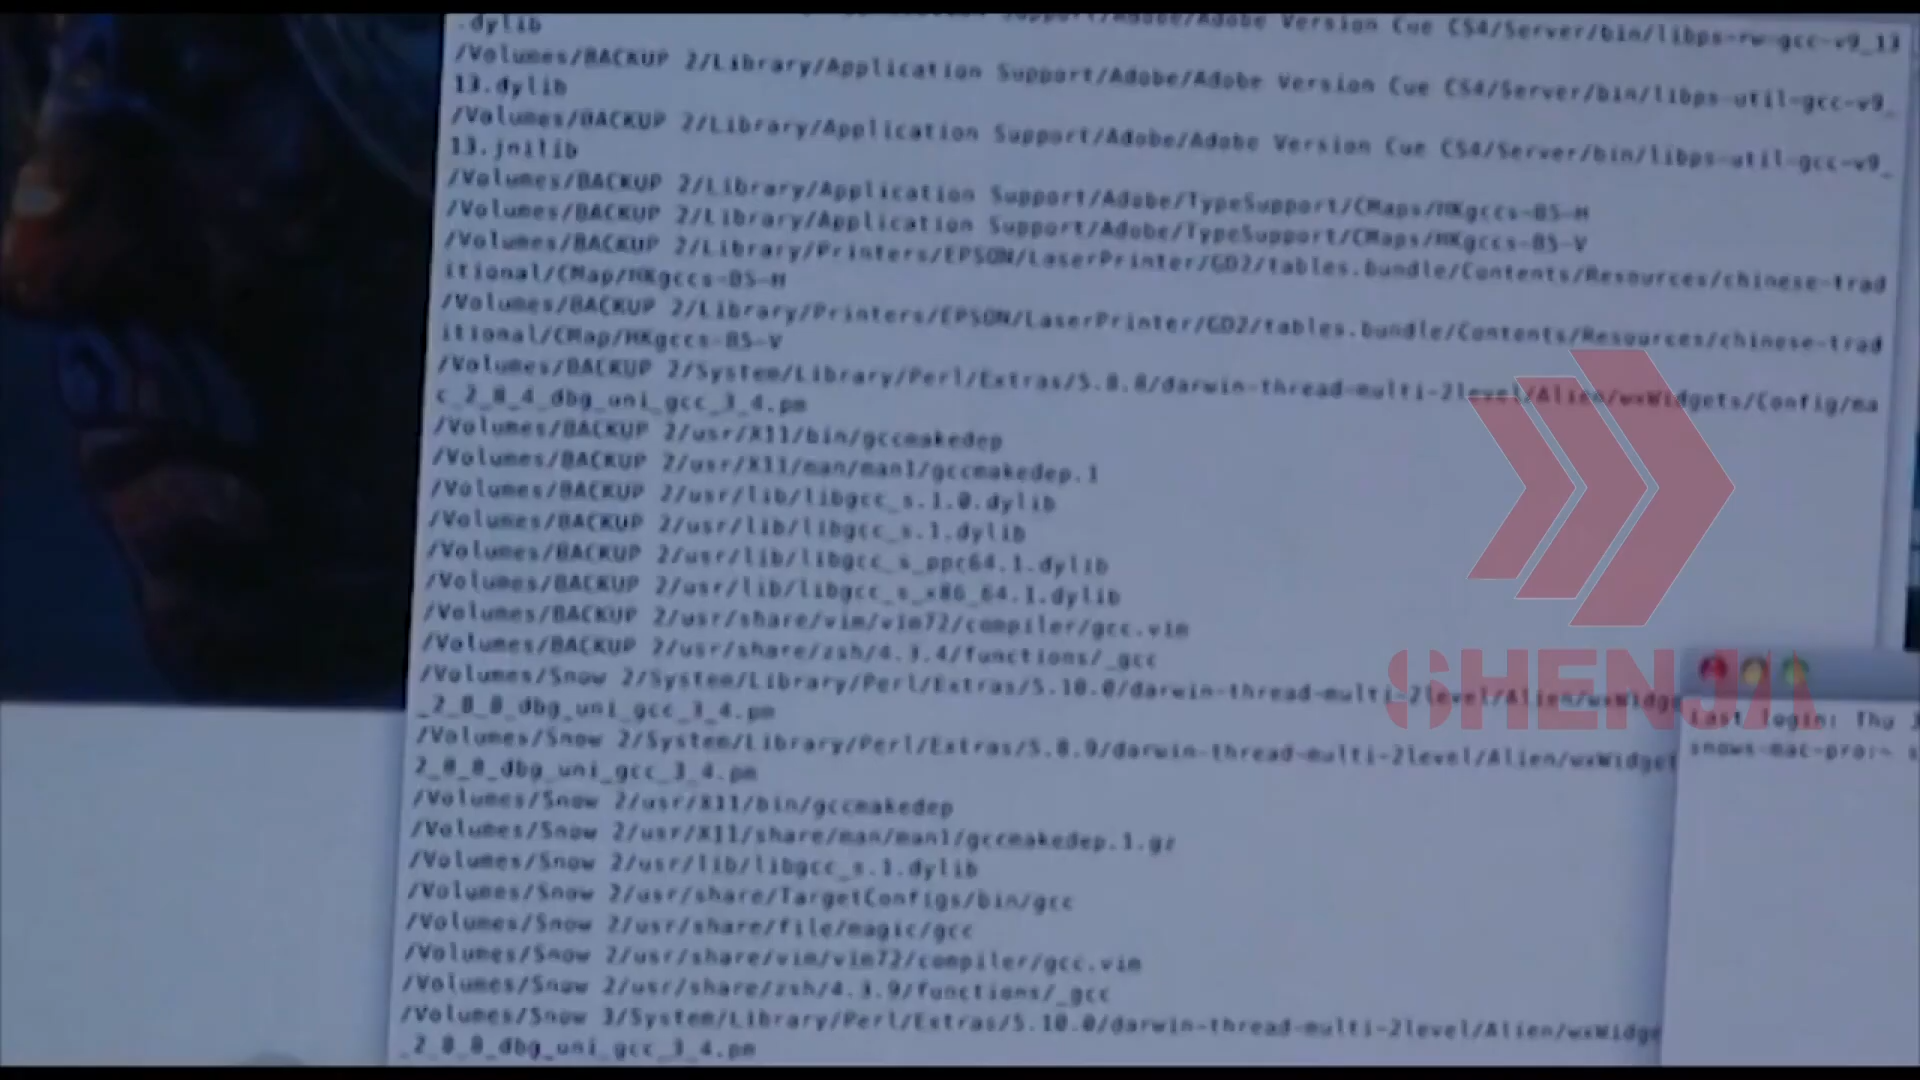 .dylib
Support/Adobe/Adobe Version Cue CS4/Server/bin/libps-rw-gcc-v9_13
/Volumes/BACKUP 2/Library/Application Support/Adobe/Adobe Version Cue CS4/Server/bin/libps-util-gcc-v9_
13.dylib
/Volumes/BACKUP 2/Library/Application Support/Adobe/Adobe Version Cue CS4/Server/bin/libps-util-gcc-v9_
13.jnilib
/Volumes/BACKUP 2/Library/Application Support/Adobe/TypeSupport/CMaps/HKgccs-B5-H
/Volumes/BACKUP 2/Library/Application Support/Adobe/TypeSupport/CMaps/HKgccs-B5-V
/Volumes/BACKUP 2/Library/Printers/EPSON/LaserPrinter/GD2/tables.bundle/Contents/Resources/chinese-trad
itional/CMap/HKgccs-B5-H
/Volumes/BACKUP 2/Library/Printers/EPSON/LaserPrinter/GD2/tables.bundle/Contents/Resources/chinese-trad
itional/CMap/HKgccs-B5-V
/Volumes/BACKUP 2/System/Library/Perl/Extras/5.8.8/darwin-thread-multi-2level/Alien/wxWidgets/Config/ma
c_2_8_4_dbg_uni_gcc_3_4.pm
/Volumes/BACKUP 2/usr/X11/bin/gccmakedep
/Volumes/BACKUP 2/usr/X11/man/man1/gccmakedep.1
/Volumes/BACKUP 2/usr/lib/libgcc_s.1.0.dylib
/Volumes/BACKUP 2/usr/lib/libgcc_s.1.dylib
/Volumes/BACKUP 2/usr/lib/libgcc_s_ppc64.1.dylib
/Volumes/BACKUP 2/usr/lib/libgcc_s_x86_64.1.dylib
/Volumes/BACKUP 2/usr/share/vim/vim72/compiler/gcc.vim
/Volumes/BACKUP 2/usr/share/zsh/4.3.4/functions/_gcc
/Volumes/Snow 2/System/Library/Perl/Extras/5.10.0/darwin-thread-multi-2level/Alien/wxWidge
_2_8_8_dbg_uni_gcc_3_4.pm
/Volumes/Snow 2/System/Library/Perl/Extras/5.8.9/darwin-thread-multi-2level/Alien/wxWidget
2_8_8_dbg_uni_gcc_3_4.pm
/Volumes/Snow 2/usr/X11/bin/gccmakedep
/Volumes/Snow 2/usr/X11/share/man/man1/gccmakedep.1.gz
/Volumes/Snow 2/usr/lib/libgcc_s.1.dylib
/Volumes/Snow 2/usr/share/TargetConfigs/bin/gcc
/Volumes/Snow 2/usr/share/file/magic/gcc
/Volumes/Snow 2/usr/share/vim/vim72/compiler/gcc.vim
/Volumes/Snow 2/usr/share/zsh/4.3.9/functions/_gcc
/Volumes/Snow 3/System/Library/Perl/Extras/5.10.0/darwin-thread-multi-2level/Alien/wxWidge
_2_8_8_dbg_uni_gcc_3_4.pm
SHENJA
Last login: Thu J
snows-mac-pro:~ s